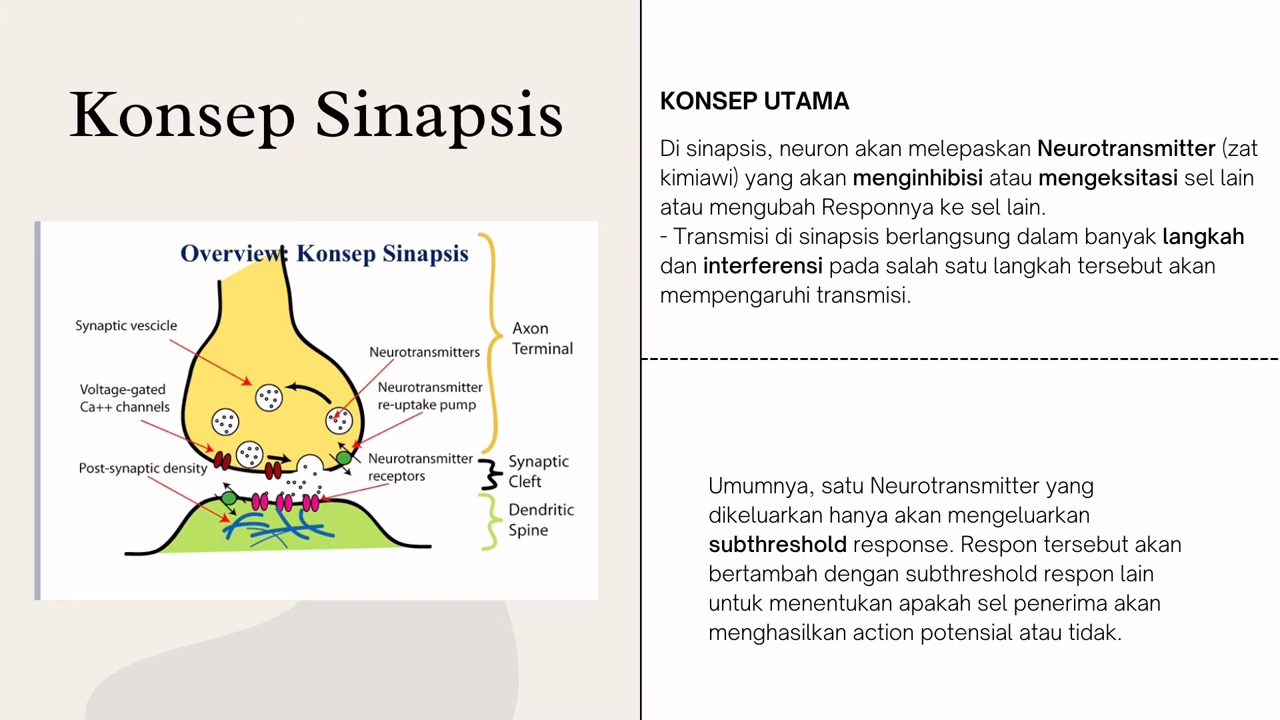 Konsep Sinapsis
Overview: Konsep Sinapsis
Synaptic vescicle
Voltage-gated
Ca++ channels
Post-synaptic density
Neurotransmitters
Neurotransmitter
re-uptake pump
Neurotransmitter
receptors
Axon
Terminal
Synaptic
Cleft
Dendritic
Spine
KONSEP UTAMA
Di sinapsis, neuron akan melepaskan Neurotransmitter (zat
kimiawi) yang akan menginhibisi atau mengeksitasi sel lain
atau mengubah Responnya ke sel lain.
- Transmisi di sinapsis berlangsung dalam banyak langkah
dan interferensi pada salah satu langkah tersebut akan
mempengaruhi transmisi.
Umumnya, satu Neurotransmitter yang
dikeluarkan hanya akan mengeluarkan
subthreshold response. Respon tersebut akan
bertambah dengan subthreshold respon lain
untuk menentukan apakah sel penerima akan
menghasilkan action potensial atau tidak.